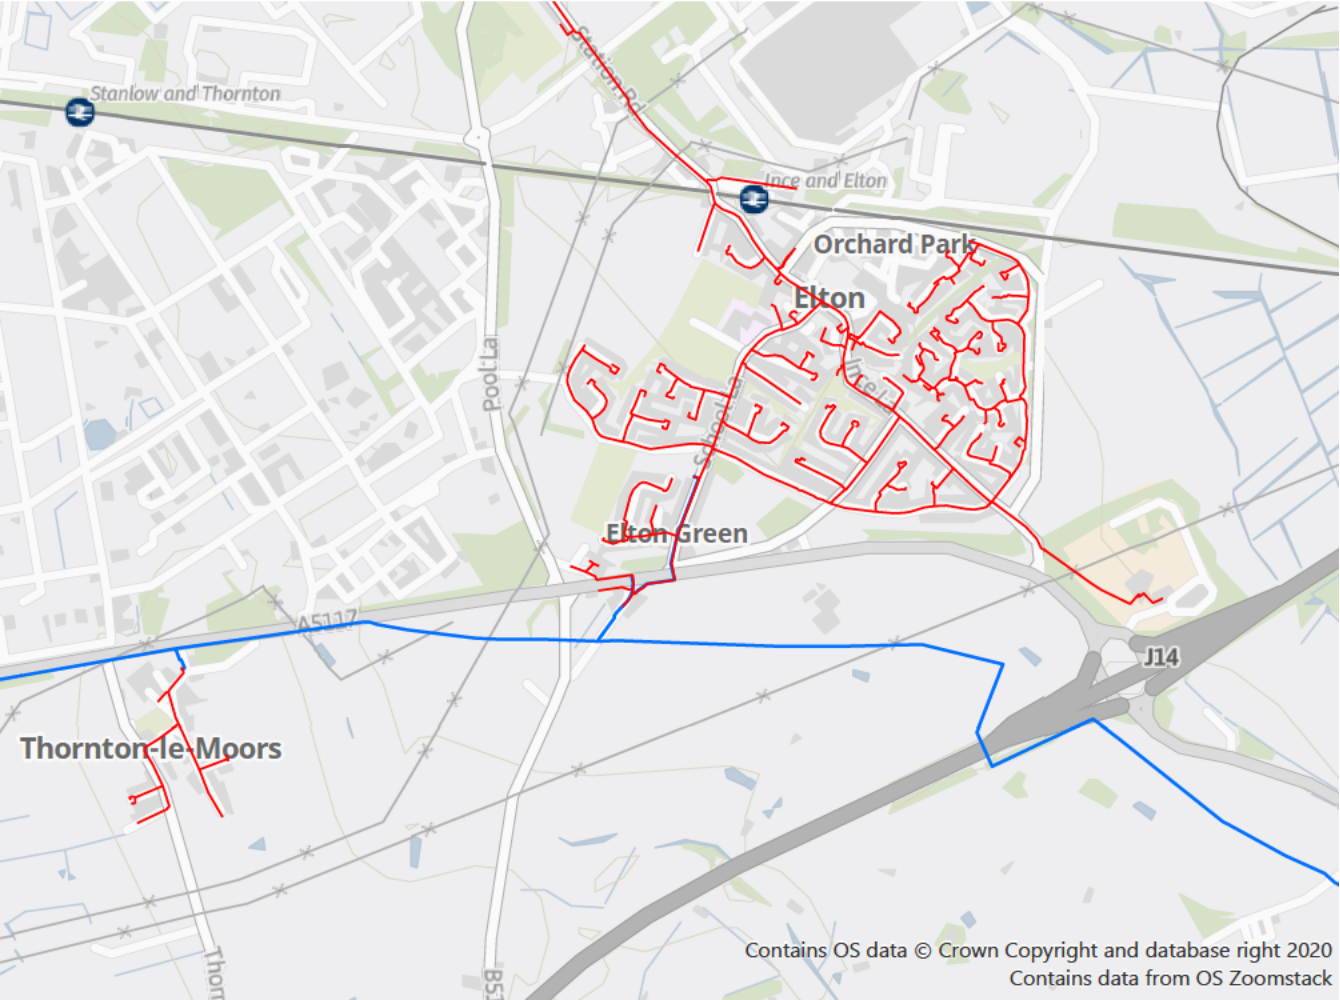 Station Rd
Stanlow and Thornton
Ince and Elton
Orchard Park
Elton
Pool La
Ince La
School La
Elton Green
A5117
J14
Thornton-le-Moors
Thorn
B51
Contains OS data © Crown Copyright and database right 2020
Contains data from OS Zoomstack